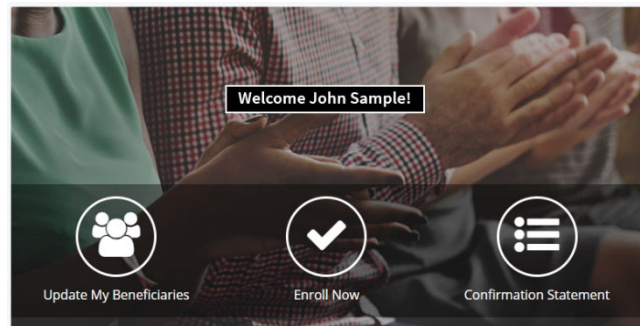 Welcome John Sample!
Update My Beneficiaries
Enroll Now
Confirmation Statement